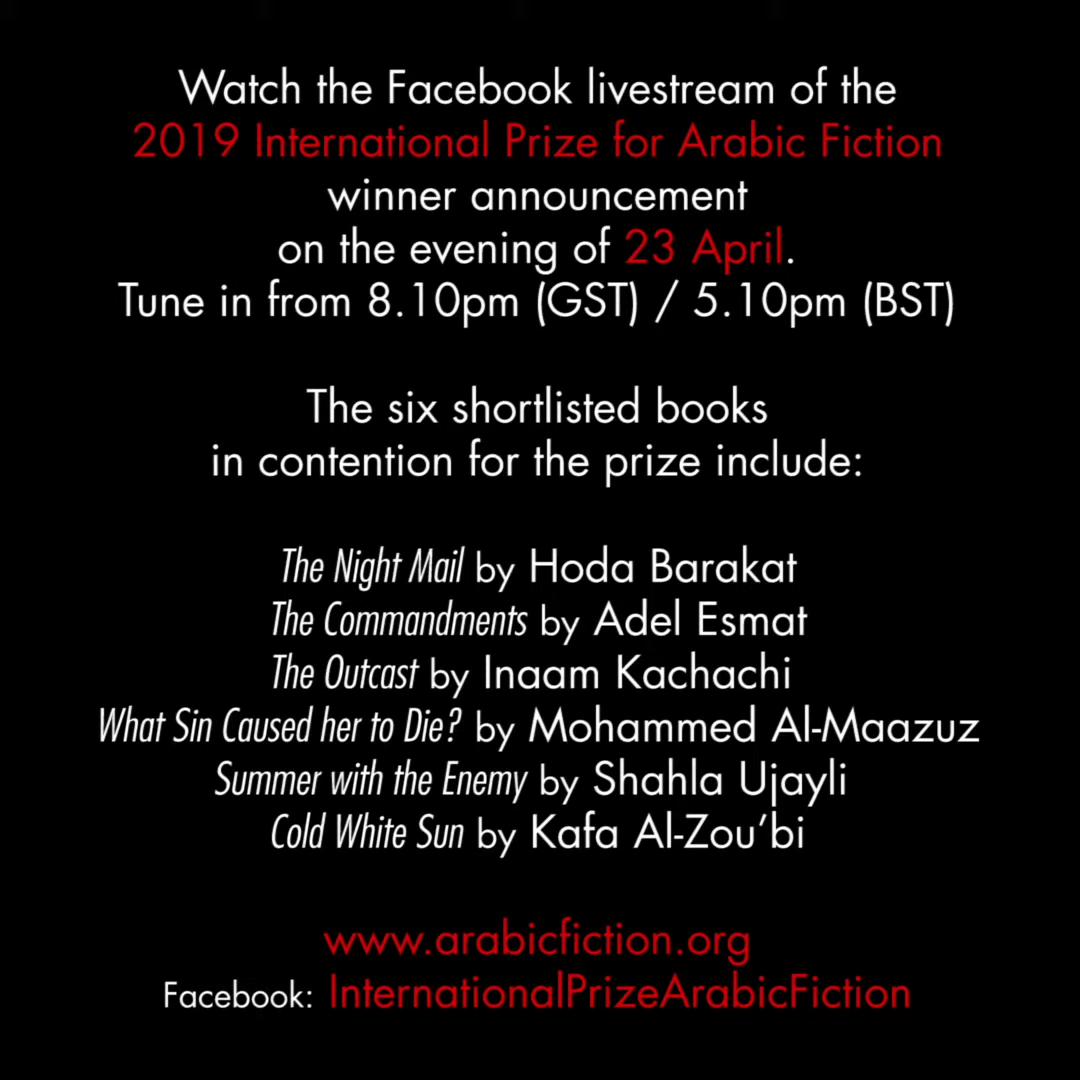 Watch the Facebook livestream of the
2019 International Prize for Arabic Fiction
winner announcement
on the evening of 23 April.
Tune in from 8.10pm (GST) / 5.10pm (BST)
The six shortlisted books
in contention for the prize include:
The Night Mail by Hoda Barakat
The Commandments by Adel Esmat
The Outcast by Inaam Kachachi
What Sin Caused her to Die? by Mohammed Al-Maazuz
Summer with the Enemy by Shahla Ujayli
Cold White Sun by Kafa Al-Zou’bi
www.arabicfiction.org
Facebook: InternationalPrizeArabicFiction